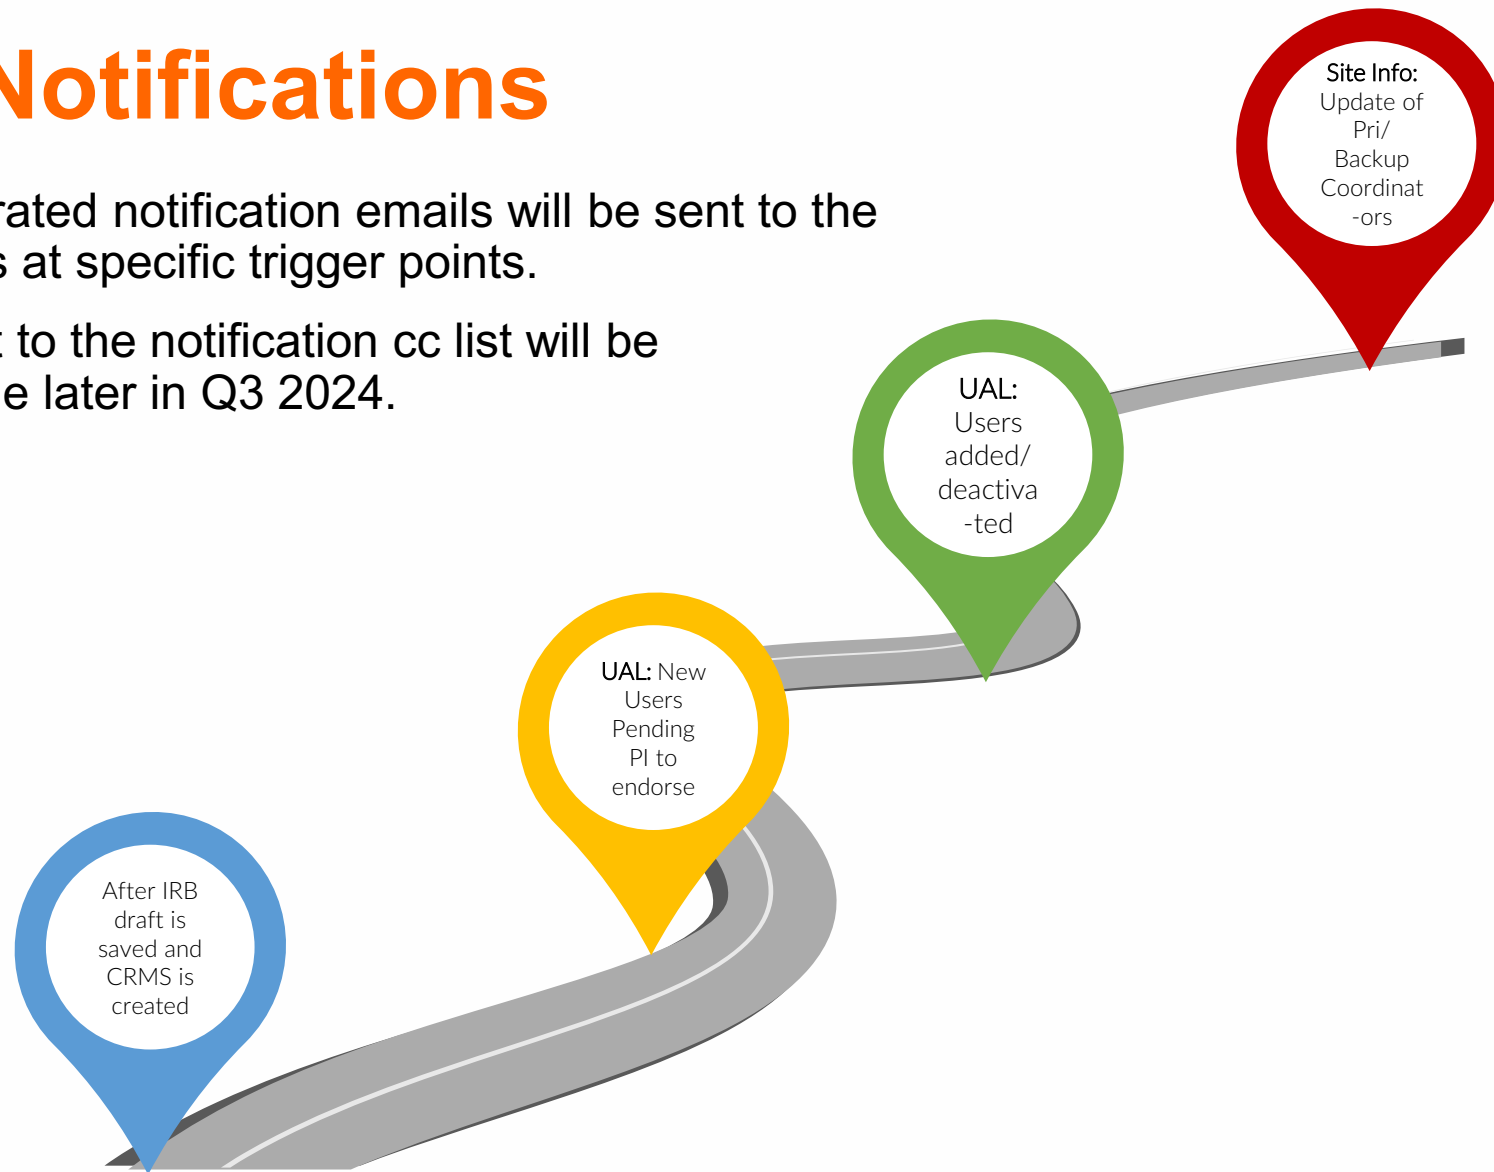 Notifications
rated notification emails will be sent to the
s at specific trigger points.
t to the notification cc list will be
e later in Q3 2024.
Site Info:
Update of
Pri/
Backup
Coordinat
-ors
UAL:
Users
added/
deactiva
-ted
UAL: New
Users
Pending
PI to
endorse
After IRB
draft is
saved and
CRMS is
created